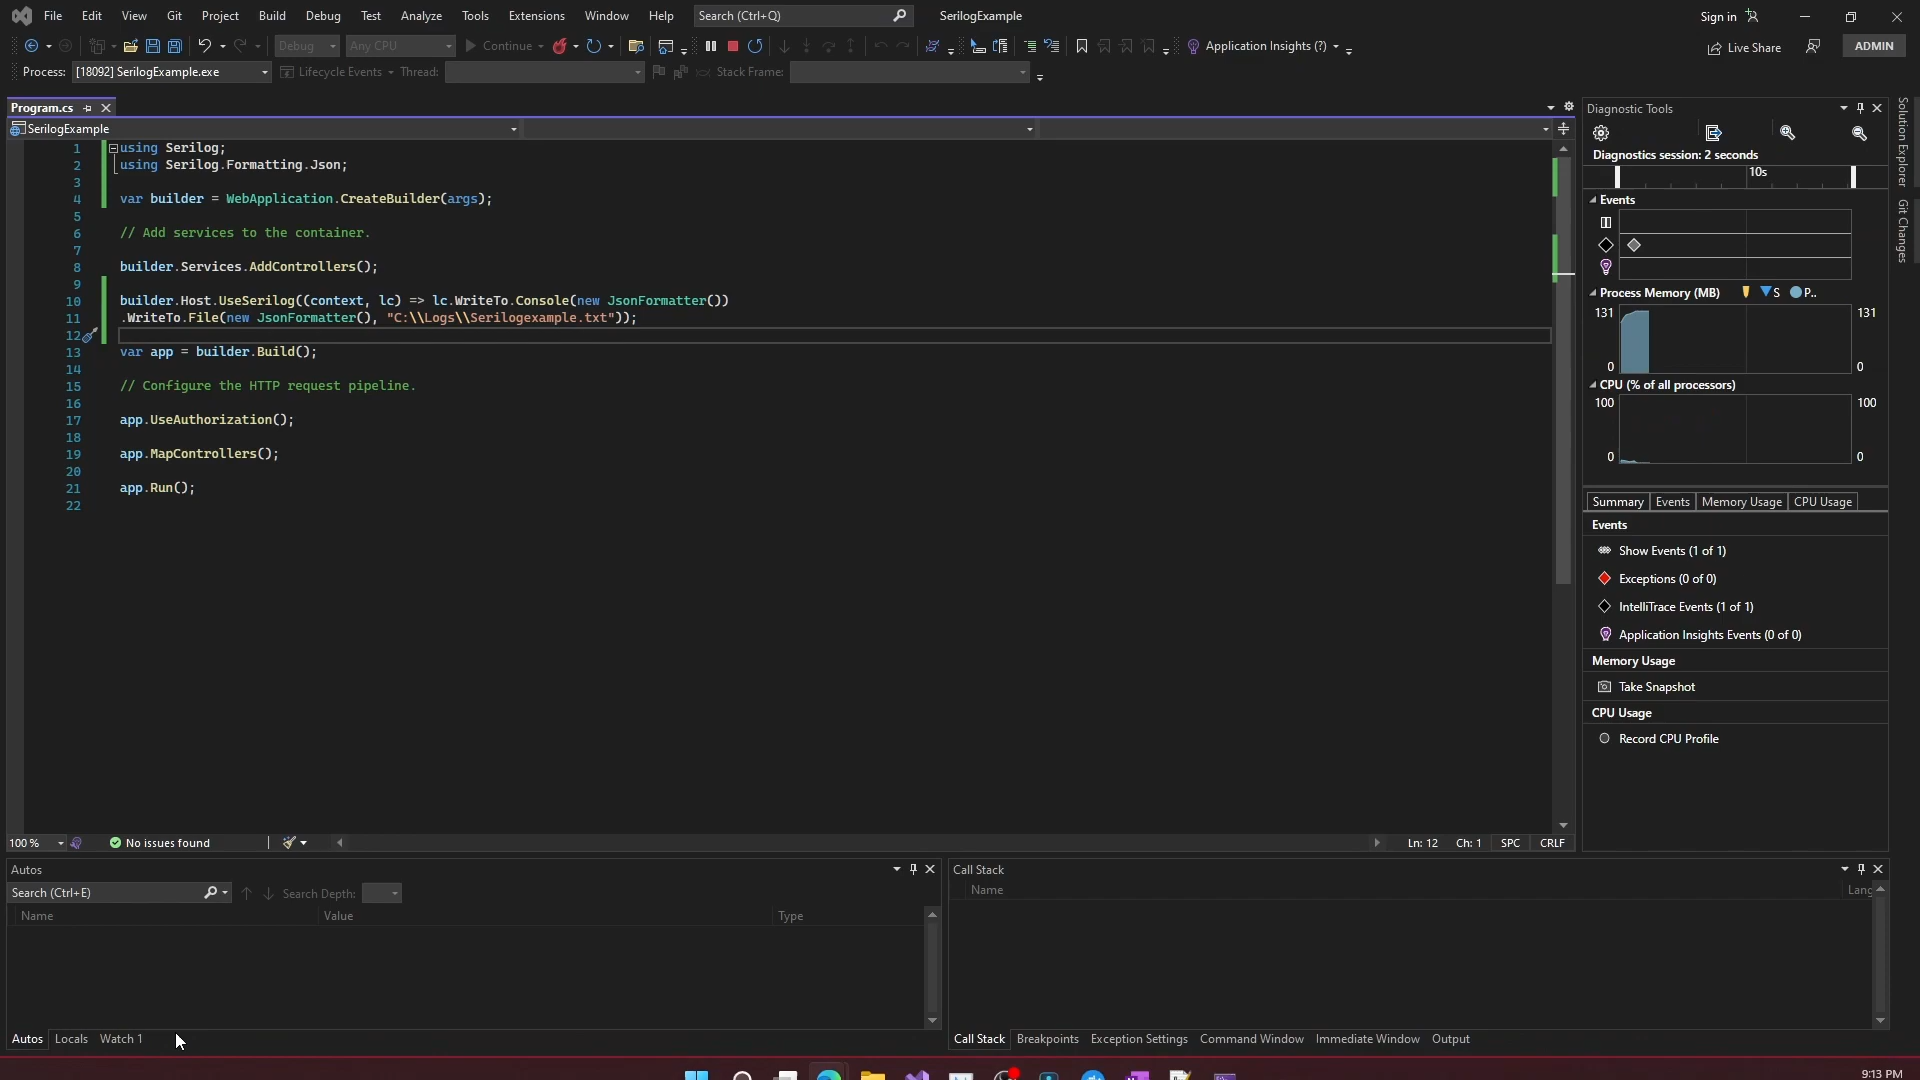 File Edit View Git Project Build Debug Test Analyze Tools Extensions Window Help Search (Ctrl+Q) SerilogExample Sign in
Debug Any CPU Continue Application Insights (?) Live Share ADMIN
Process: [18092] SerilogExample.exe Lifecycle Events Thread: Stack Frame:
Program.cs
SerilogExample
1 using Serilog;
2 using Serilog.Formatting.Json;
3
4 var builder = WebApplication.CreateBuilder(args);
5
6 // Add services to the container.
7
8 builder.Services.AddControllers();
9
10 builder.Host.UseSerilog((context, lc) => lc.WriteTo.Console(new JsonFormatter())
11 .WriteTo.File(new JsonFormatter(), "C:\\Logs\\Serilogexample.txt"));
12
13 var app = builder.Build();
14
15 // Configure the HTTP request pipeline.
16
17 app.UseAuthorization();
18
19 app.MapControllers();
20
21 app.Run();
22
100 % No issues found Ln: 12 Ch: 1 SPC CRLF
Diagnostic Tools
Diagnostics session: 2 seconds
10s
Events
Process Memory (MB) S P..
131 131
0 0
CPU (% of all processors)
100 100
0 0
Summary Events Memory Usage CPU Usage
Events
Show Events (1 of 1)
Exceptions (0 of 0)
IntelliTrace Events (1 of 1)
Application Insights Events (0 of 0)
Memory Usage
Take Snapshot
CPU Usage
Record CPU Profile
Solution Explorer
Git Changes
Autos
Search (Ctrl+E) Search Depth:
Name Value Type
Autos Locals Watch 1
Call Stack
Name Lang
Call Stack Breakpoints Exception Settings Command Window Immediate Window Output
9:13 PM